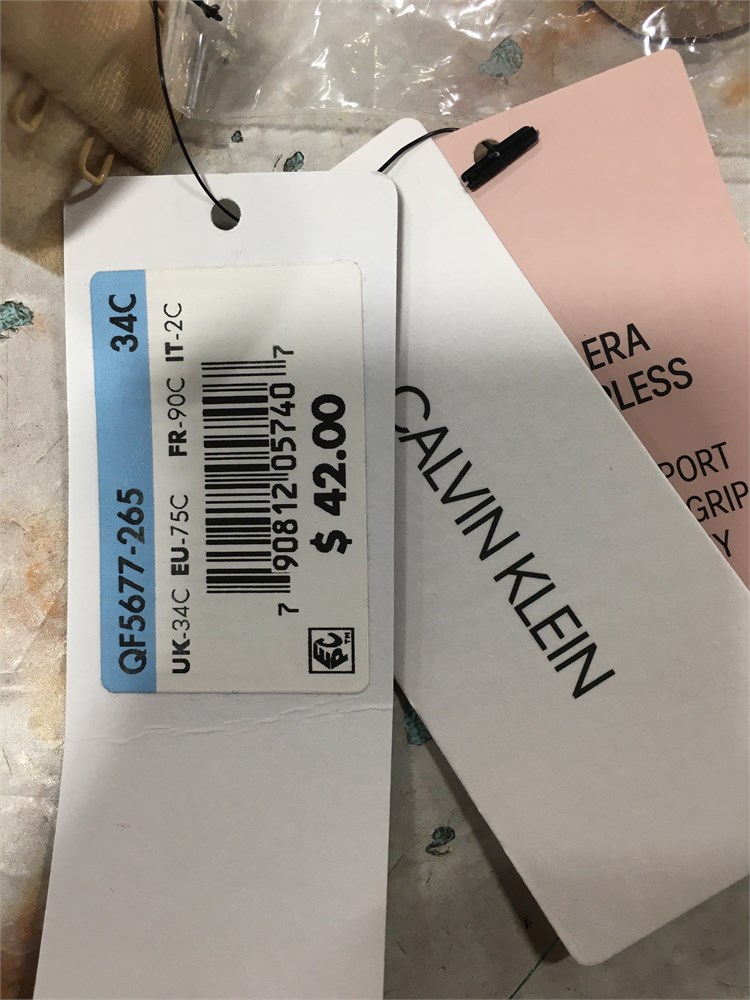 QF5677-265 34C
UK-34C EU-75C FR-90C IT-2C
7 90812 05740 7
$ 42.00
EPC™
CALVIN KLEIN
ERA
PLESS
PORT
GRIP
Y